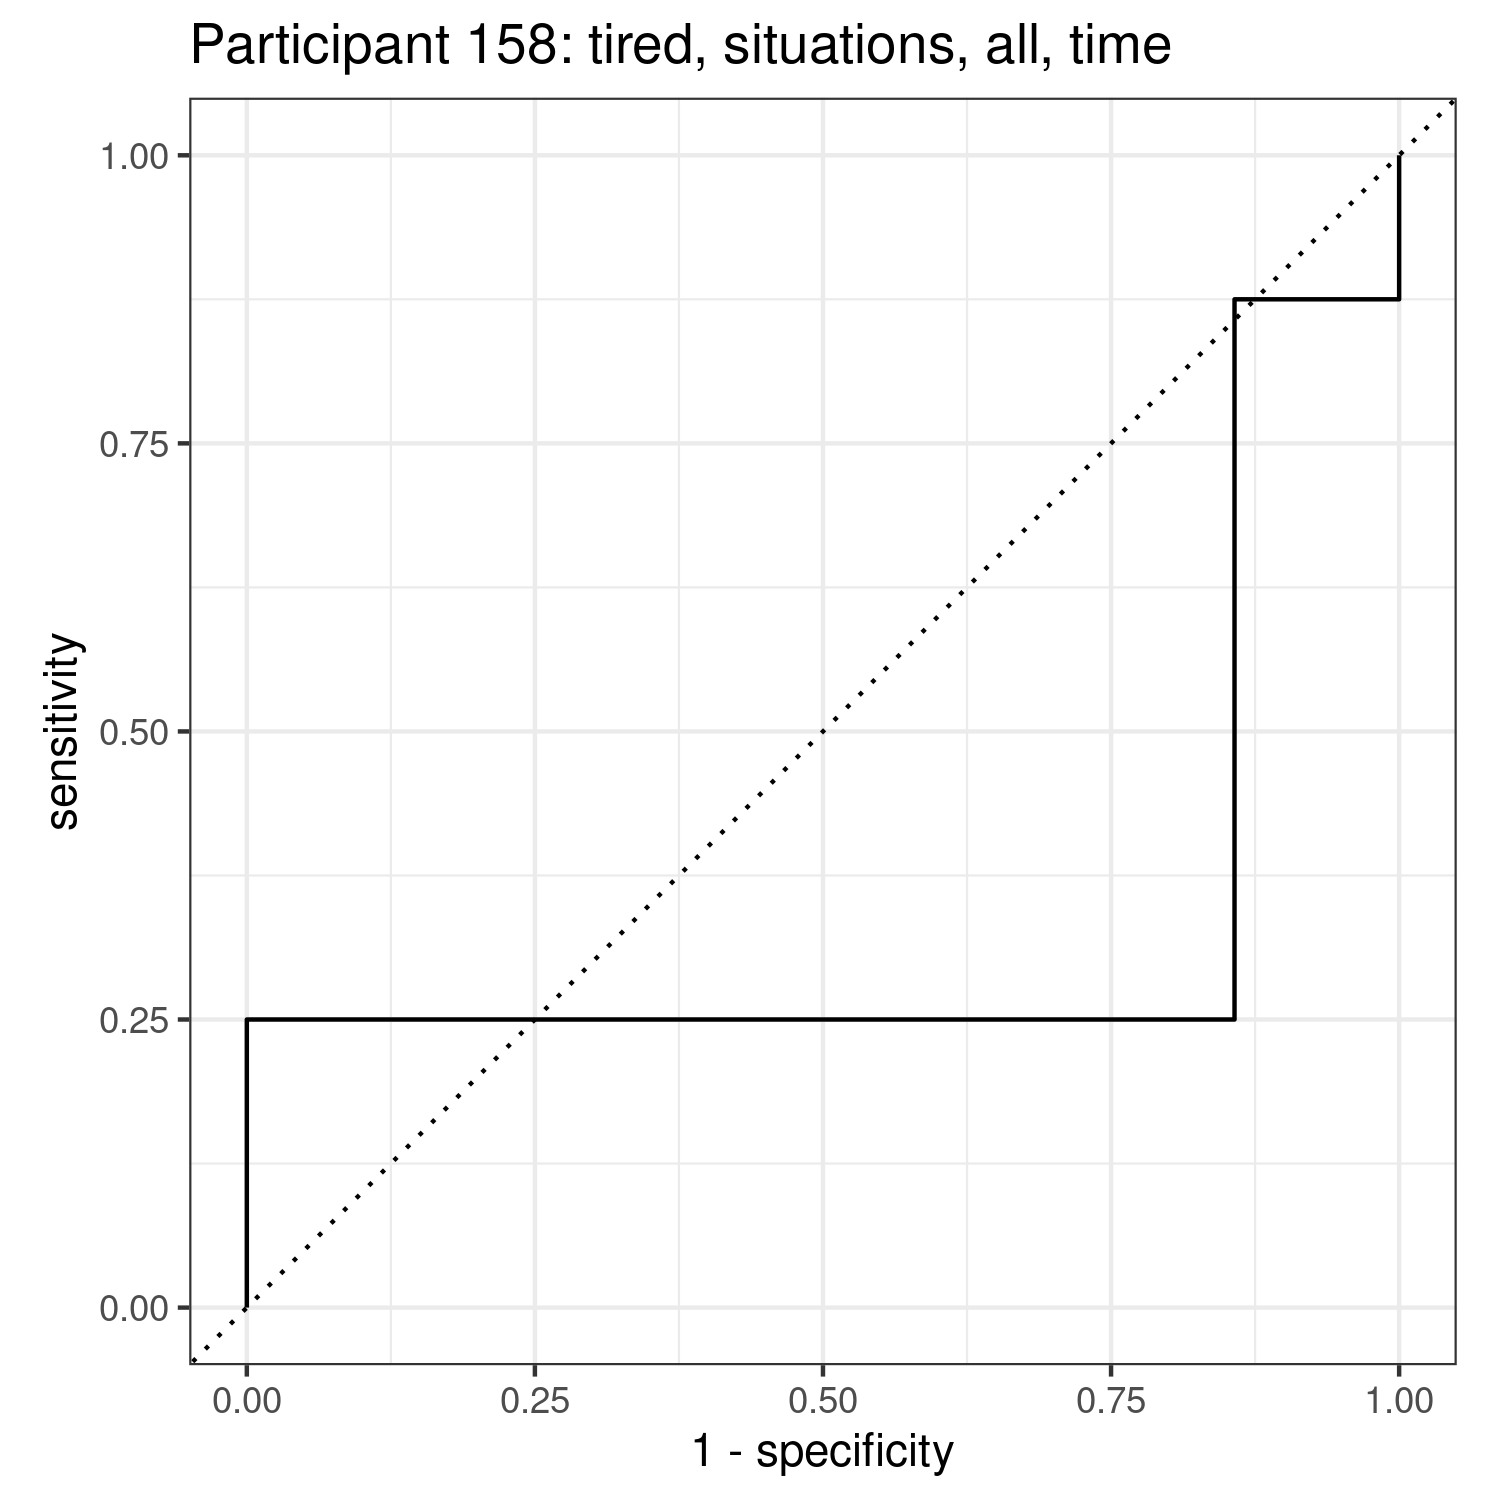 Participant 158: tired, situations, all, time
1.00
0.75
0.50
0.25
0.00
sensitivity
0.00 0.25 0.50 0.75 1.00
1 - specificity